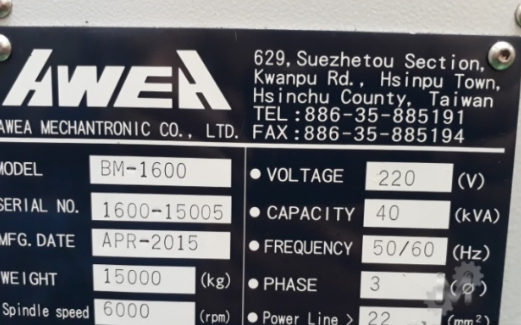 AWEA
AWEA MECHANTRONIC CO., LTD.
629, Suezhetou Section,
Kwanpu Rd., Hsinpu Town,
Hsinchu County, Taiwan
TEL:886-35-885191
FAX:886-35-885194
MODEL BM-1600
SERIAL NO. 1600-15005
MFG. DATE APR-2015
WEIGHT 15000 (kg)
Spindle speed 6000 (rpm)
● VOLTAGE 220 (V)
● CAPACITY 40 (kVA)
● FREQUENCY 50/60 (Hz)
● PHASE 3 (Ø)
● Power Line > 22 (mm²)